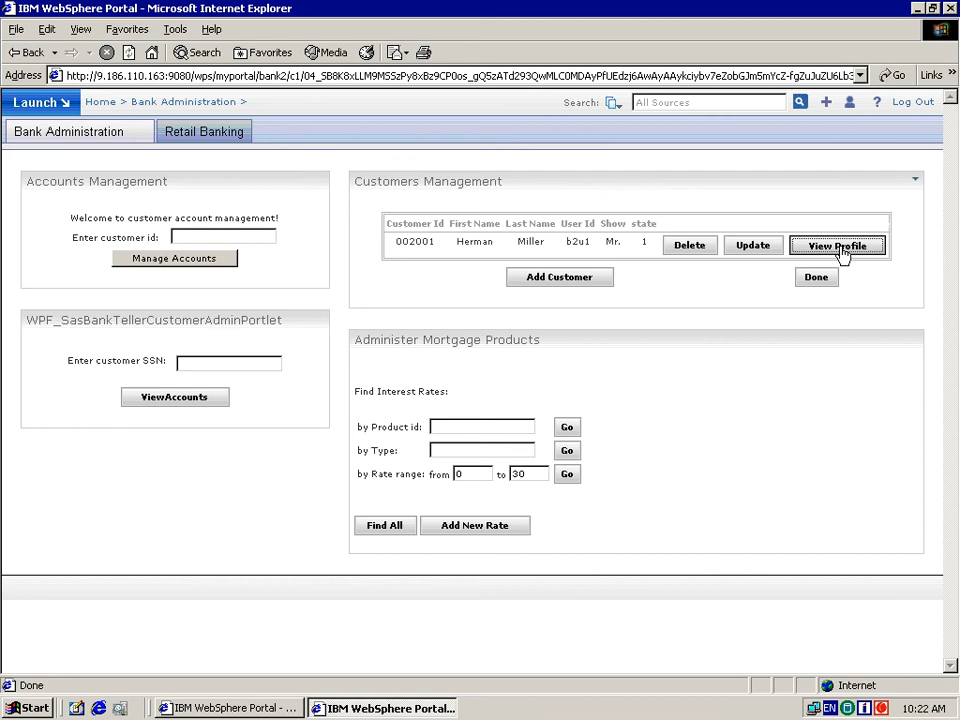 IBM WebSphere Portal - Microsoft Internet Explorer
File Edit View Favorites Tools Help
Back Search Favorites Media
Address Go Links »
Launch Home > Bank Administration > Search: All Sources ? Log Out
Bank Administration Retail Banking
Accounts Management
Welcome to customer account management!
Enter customer id:
Manage Accounts
WPF_SasBankTellerCustomerAdminPortlet
Enter customer SSN:
ViewAccounts
Customers Management
Customer Id First Name Last Name User Id Show state
002001 Herman Miller b2u1 Mr. 1 Delete Update View Profile
Add Customer Done
Administer Mortgage Products
Find Interest Rates:
by Product id: Go
by Type: Go
by Rate range: from 0 to 30 Go
Find All Add New Rate
Done Internet
Start IBM WebSphere Portal - ... IBM WebSphere Portal... EN 10:22 AM